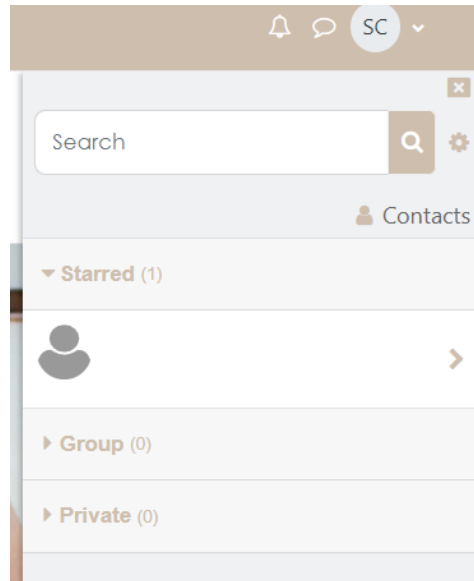 SC
Search
Contacts
Starred (1)
Group (0)
Private (0)